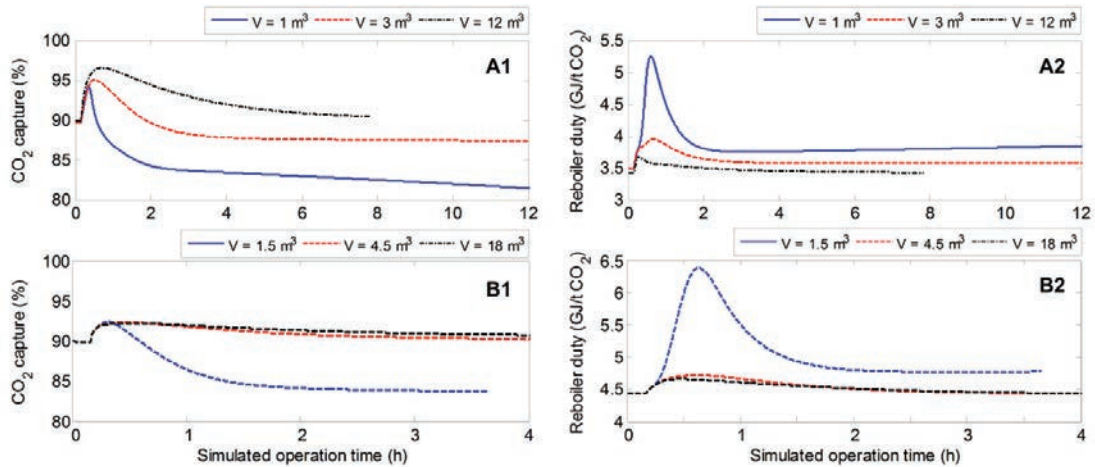 V = 1 m³ V = 3 m³ V = 12 m³
CO₂ capture (%)
100
95
90
85
80
A1
0 2 4 6 8 10 12
V = 1 m³ V = 3 m³ V = 12 m³
Reboiler duty (GJ/t CO₂)
5.5
5
4.5
4
3.5
3
A2
0 2 4 6 8 10 12
V = 1.5 m³ V = 4.5 m³ V = 18 m³
CO₂ capture (%)
100
95
90
85
80
B1
0 1 2 3 4
Simulated operation time (h)
V = 1.5 m³ V = 4.5 m³ V = 18 m³
Reboiler duty (GJ/t CO₂)
6.5
6
5.5
5
4.5
4
B2
0 1 2 3 4
Simulated operation time (h)